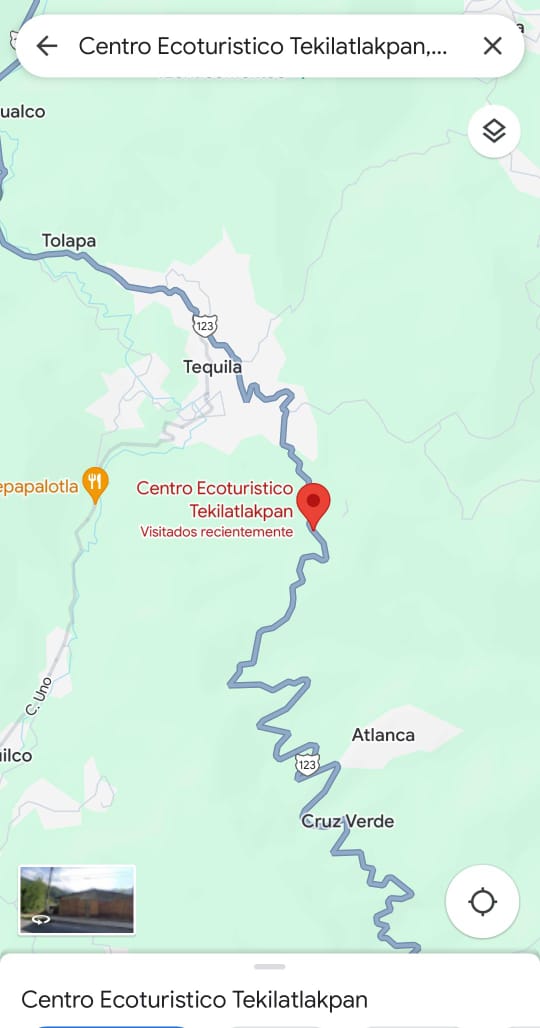 Centro Ecoturistico Tekilatlakpan,...
ualco
Tolapa
123
Tequila
epapalotla
Centro Ecoturistico
Tekilatlakpan
Visitados recientemente
C. Uno
Atlanca
ilco
123
Cruz Verde
Centro Ecoturistico Tekilatlakpan